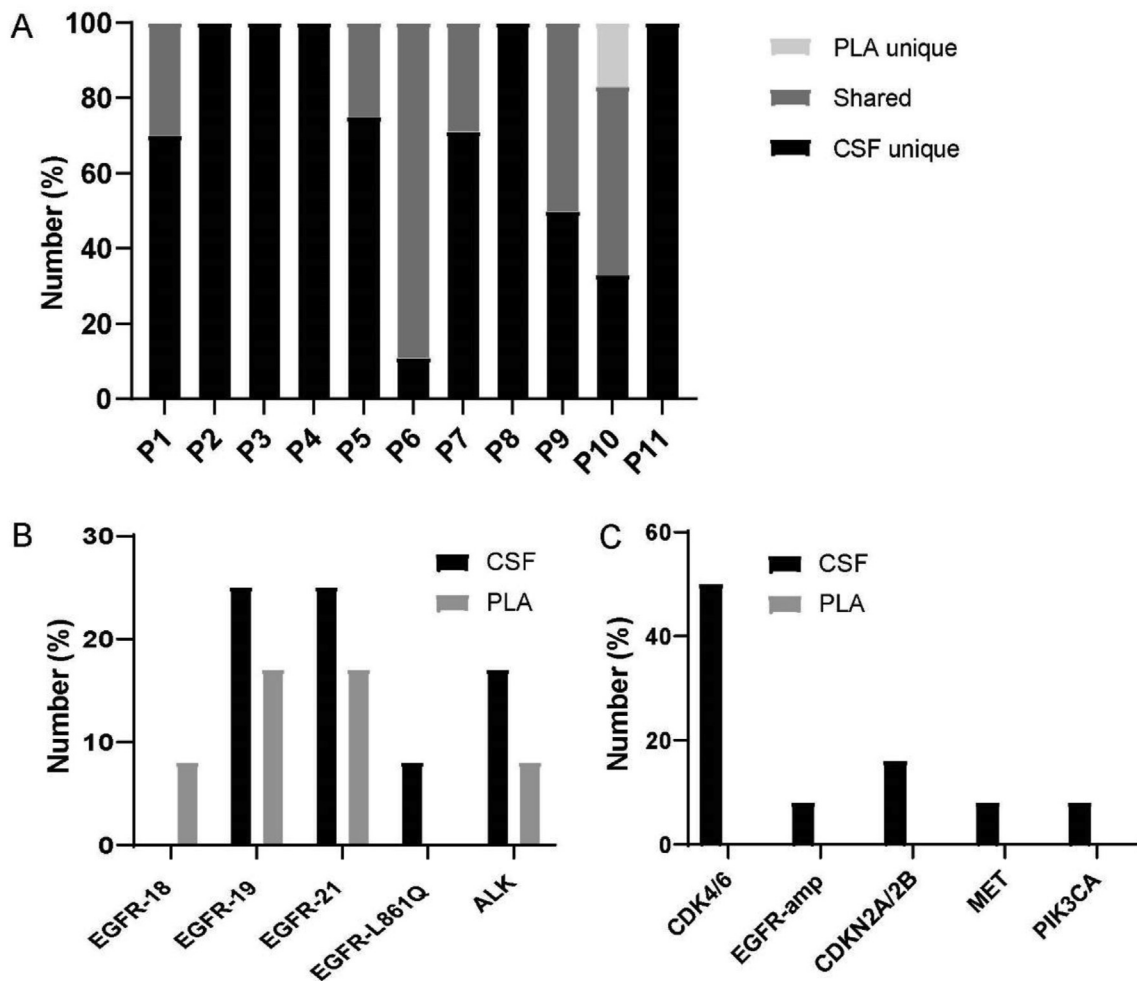 A
Number (%)
100
80
60
40
20
0
P1 P2 P3 P4 P5 P6 P7 P8 P9 P10 P11
PLA unique
Shared
CSF unique
B
Number (%)
30
20
10
0
CSF
PLA
EGFR-18 EGFR-19 EGFR-21 EGFR-L861Q ALK
C
Number (%)
60
40
20
0
CSF
PLA
CDK4/6 EGFR-amp CDKN2A/2B MET PIK3CA